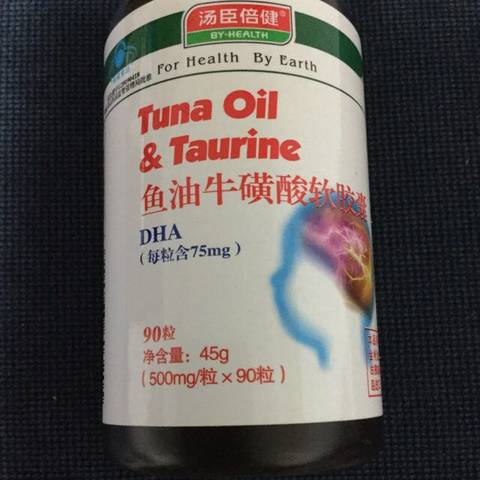 汤臣倍健®
BY-HEALTH
For Health By Earth
Tuna Oil
& Taurine
鱼油牛磺酸软胶囊
DHA
(每粒含75mg)
90粒
净含量：45g
(500mg/粒×90粒)